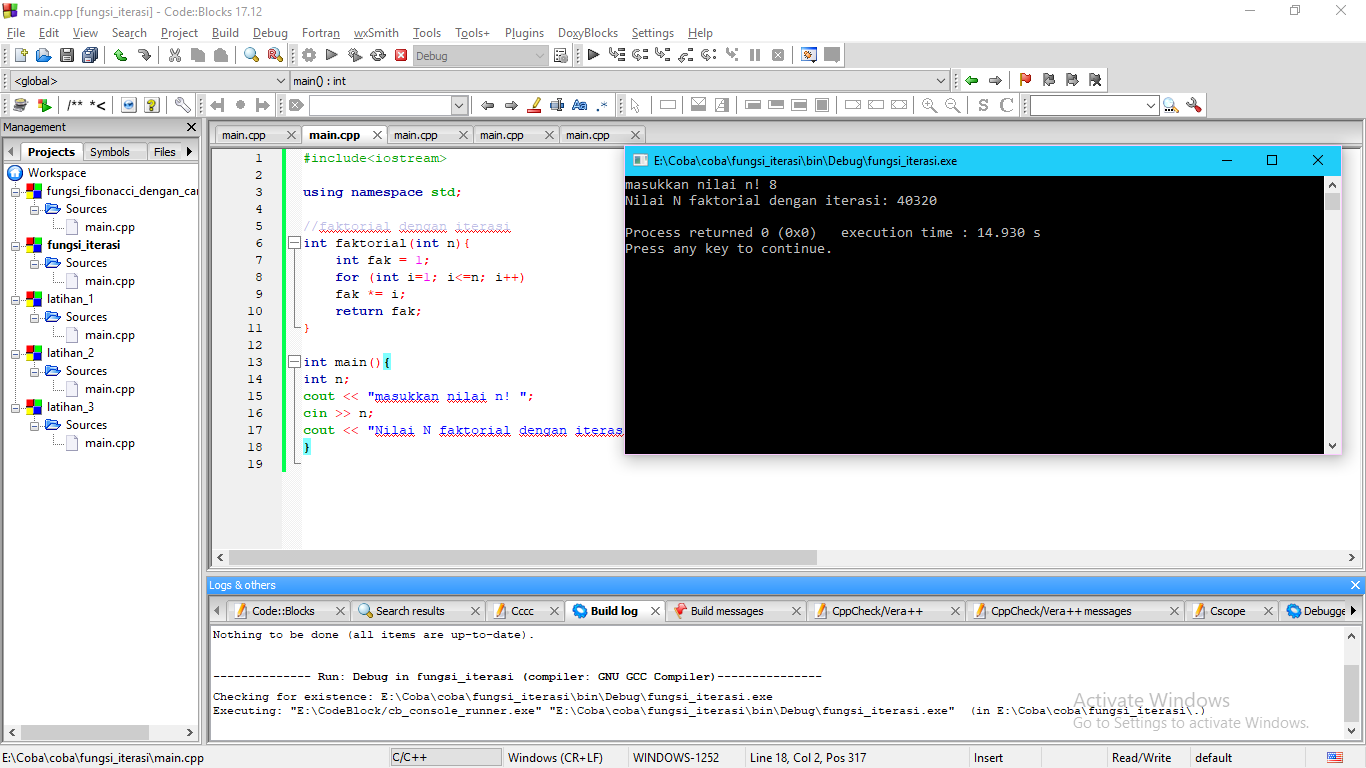 main.cpp [fungsi_iterasi] - Code::Blocks 17.12
File Edit View Search Project Build Debug Fortran wxSmith Tools Tools+ Plugins DoxyBlocks Settings Help
Debug
<global> main() : int
/** *<
Management
Projects Symbols Files
Workspace
fungsi_fibonacci_dengan_car
Sources
main.cpp
fungsi_iterasi
Sources
main.cpp
latihan_1
Sources
main.cpp
latihan_2
Sources
main.cpp
latihan_3
Sources
main.cpp
main.cpp main.cpp main.cpp main.cpp main.cpp
1 #include<iostream>
2
3 using namespace std;
4
5 //faktorial dengan iterasi
6 int faktorial(int n){
7 int fak = 1;
8 for (int i=1; i<=n; i++)
9 fak *= i;
10 return fak;
11 }
12
13 int main(){
14 int n;
15 cout << "masukkan nilai n! ";
16 cin >> n;
17 cout << "Nilai N faktorial dengan iteras
18 }
19
E:\Coba\coba\fungsi_iterasi\bin\Debug\fungsi_iterasi.exe
masukkan nilai n! 8
Nilai N faktorial dengan iterasi: 40320
Process returned 0 (0x0) execution time : 14.930 s
Press any key to continue.
Logs & others
Code::Blocks Search results Cccc Build log Build messages CppCheck/Vera++ CppCheck/Vera++ messages Cscope Debugge
Nothing to be done (all items are up-to-date).
-------------- Run: Debug in fungsi_iterasi (compiler: GNU GCC Compiler)---------------
Checking for existence: E:\Coba\coba\fungsi_iterasi\bin\Debug\fungsi_iterasi.exe
Executing: "E:\CodeBlock/cb_console_runner.exe" "E:\Coba\coba\fungsi_iterasi\bin\Debug\fungsi_iterasi.exe" (in E:\Coba\coba\fungsi_iterasi\.)
Activate Windows
Go to Settings to activate Windows.
E:\Coba\coba\fungsi_iterasi\main.cpp C/C++ Windows (CR+LF) WINDOWS-1252 Line 18, Col 2, Pos 317 Insert Read/Write default